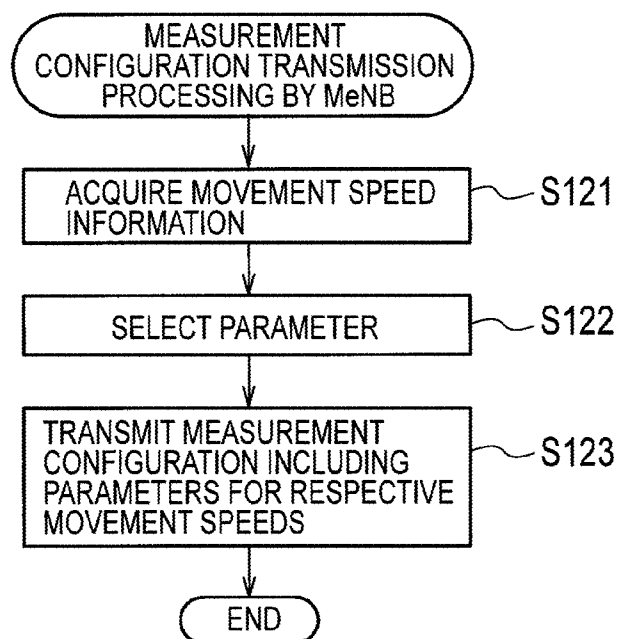 MEASUREMENT
CONFIGURATION TRANSMISSION
PROCESSING BY MeNB
ACQUIRE MOVEMENT SPEED
INFORMATION
S121
SELECT PARAMETER
S122
TRANSMIT MEASUREMENT
CONFIGURATION INCLUDING
PARAMETERS FOR RESPECTIVE
MOVEMENT SPEEDS
S123
END